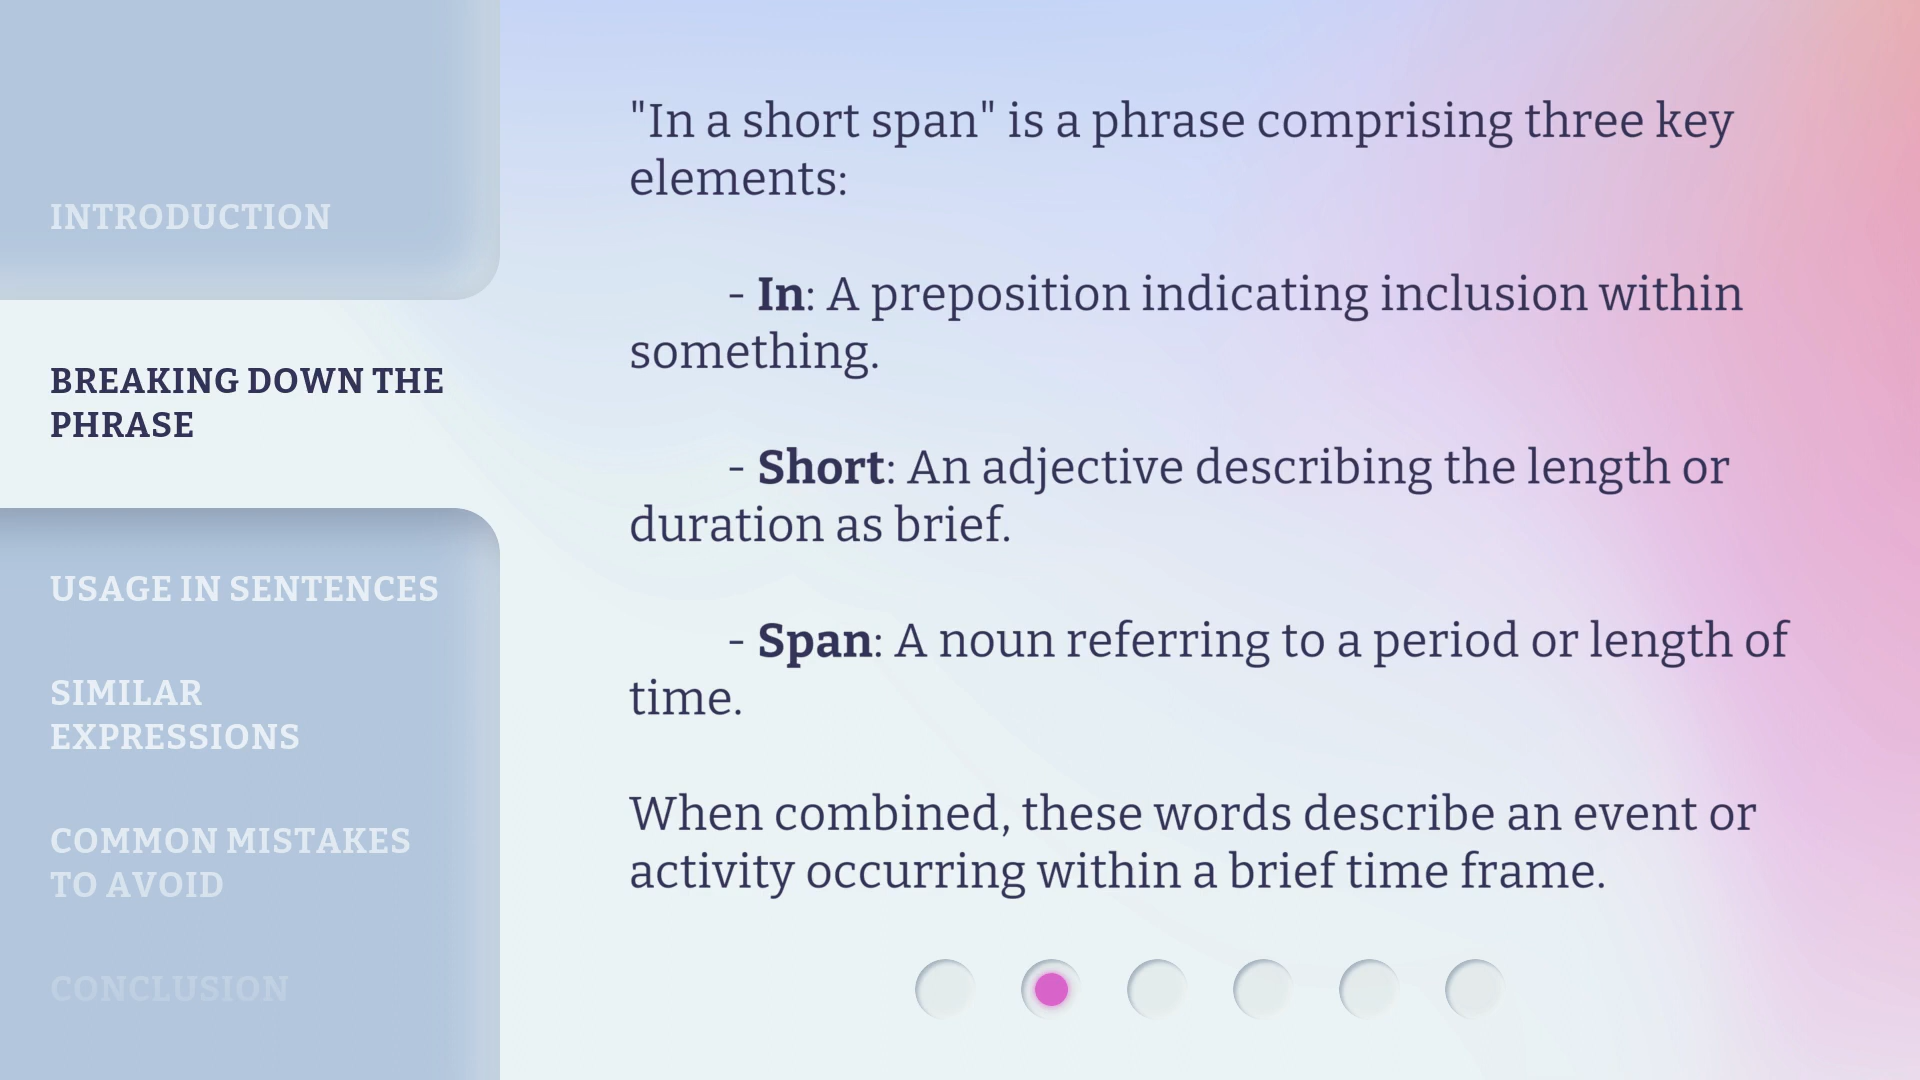 INTRODUCTION
BREAKING DOWN THE
PHRASE
USAGE IN SENTENCES
SIMILAR
EXPRESSIONS
COMMON MISTAKES
TO AVOID
CONCLUSION
"In a short span" is a phrase comprising three key
elements:
- In: A preposition indicating inclusion within
something.
- Short: An adjective describing the length or
duration as brief.
- Span: A noun referring to a period or length of
time.
When combined, these words describe an event or
activity occurring within a brief time frame.